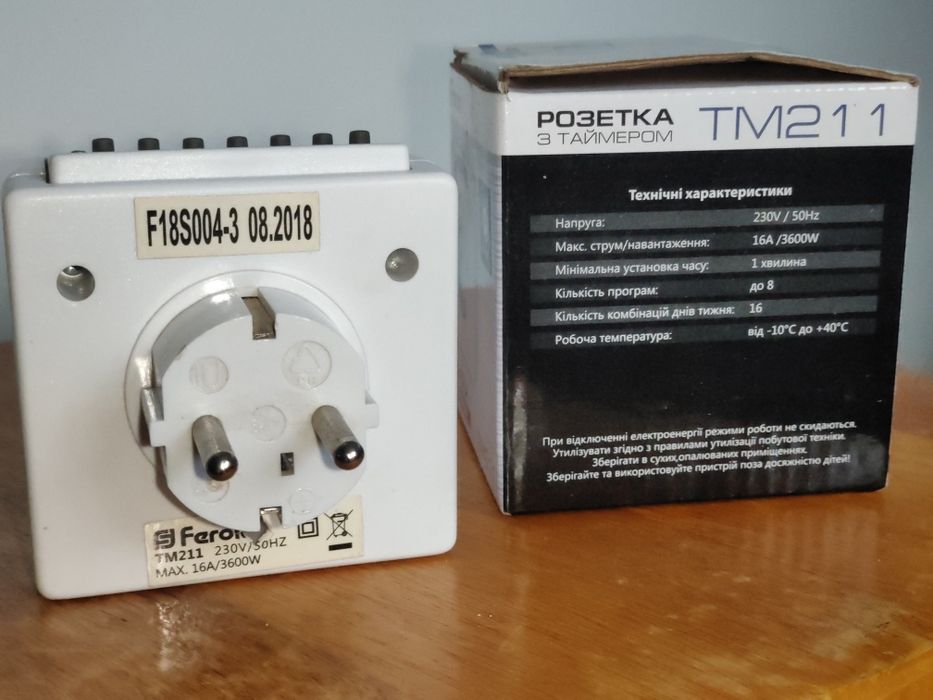 F18S004-3 08.2018
TM211 230V/50HZ
MAX. 16A/3600W
РОЗЕТКА
З ТАЙМЕРОМ
TM211
Технічні характеристики
Напруга: 230V / 50Hz
Макс. струм/навантаження: 16А /3600W
Мінімальна установка часу: 1 хвилина
Кількість програм: до 8
Кількість комбінацій днів тижня: 16
Робоча температура: від -10°С до +40°С
При відключенні електроенергії режими роботи не скидаються.
Утилізувати згідно з правилами утилізації побутової техніки.
Зберігати в сухих,опалюваних приміщеннях.
Зберігайте та використовуйте пристрій поза досяжністю дітей!